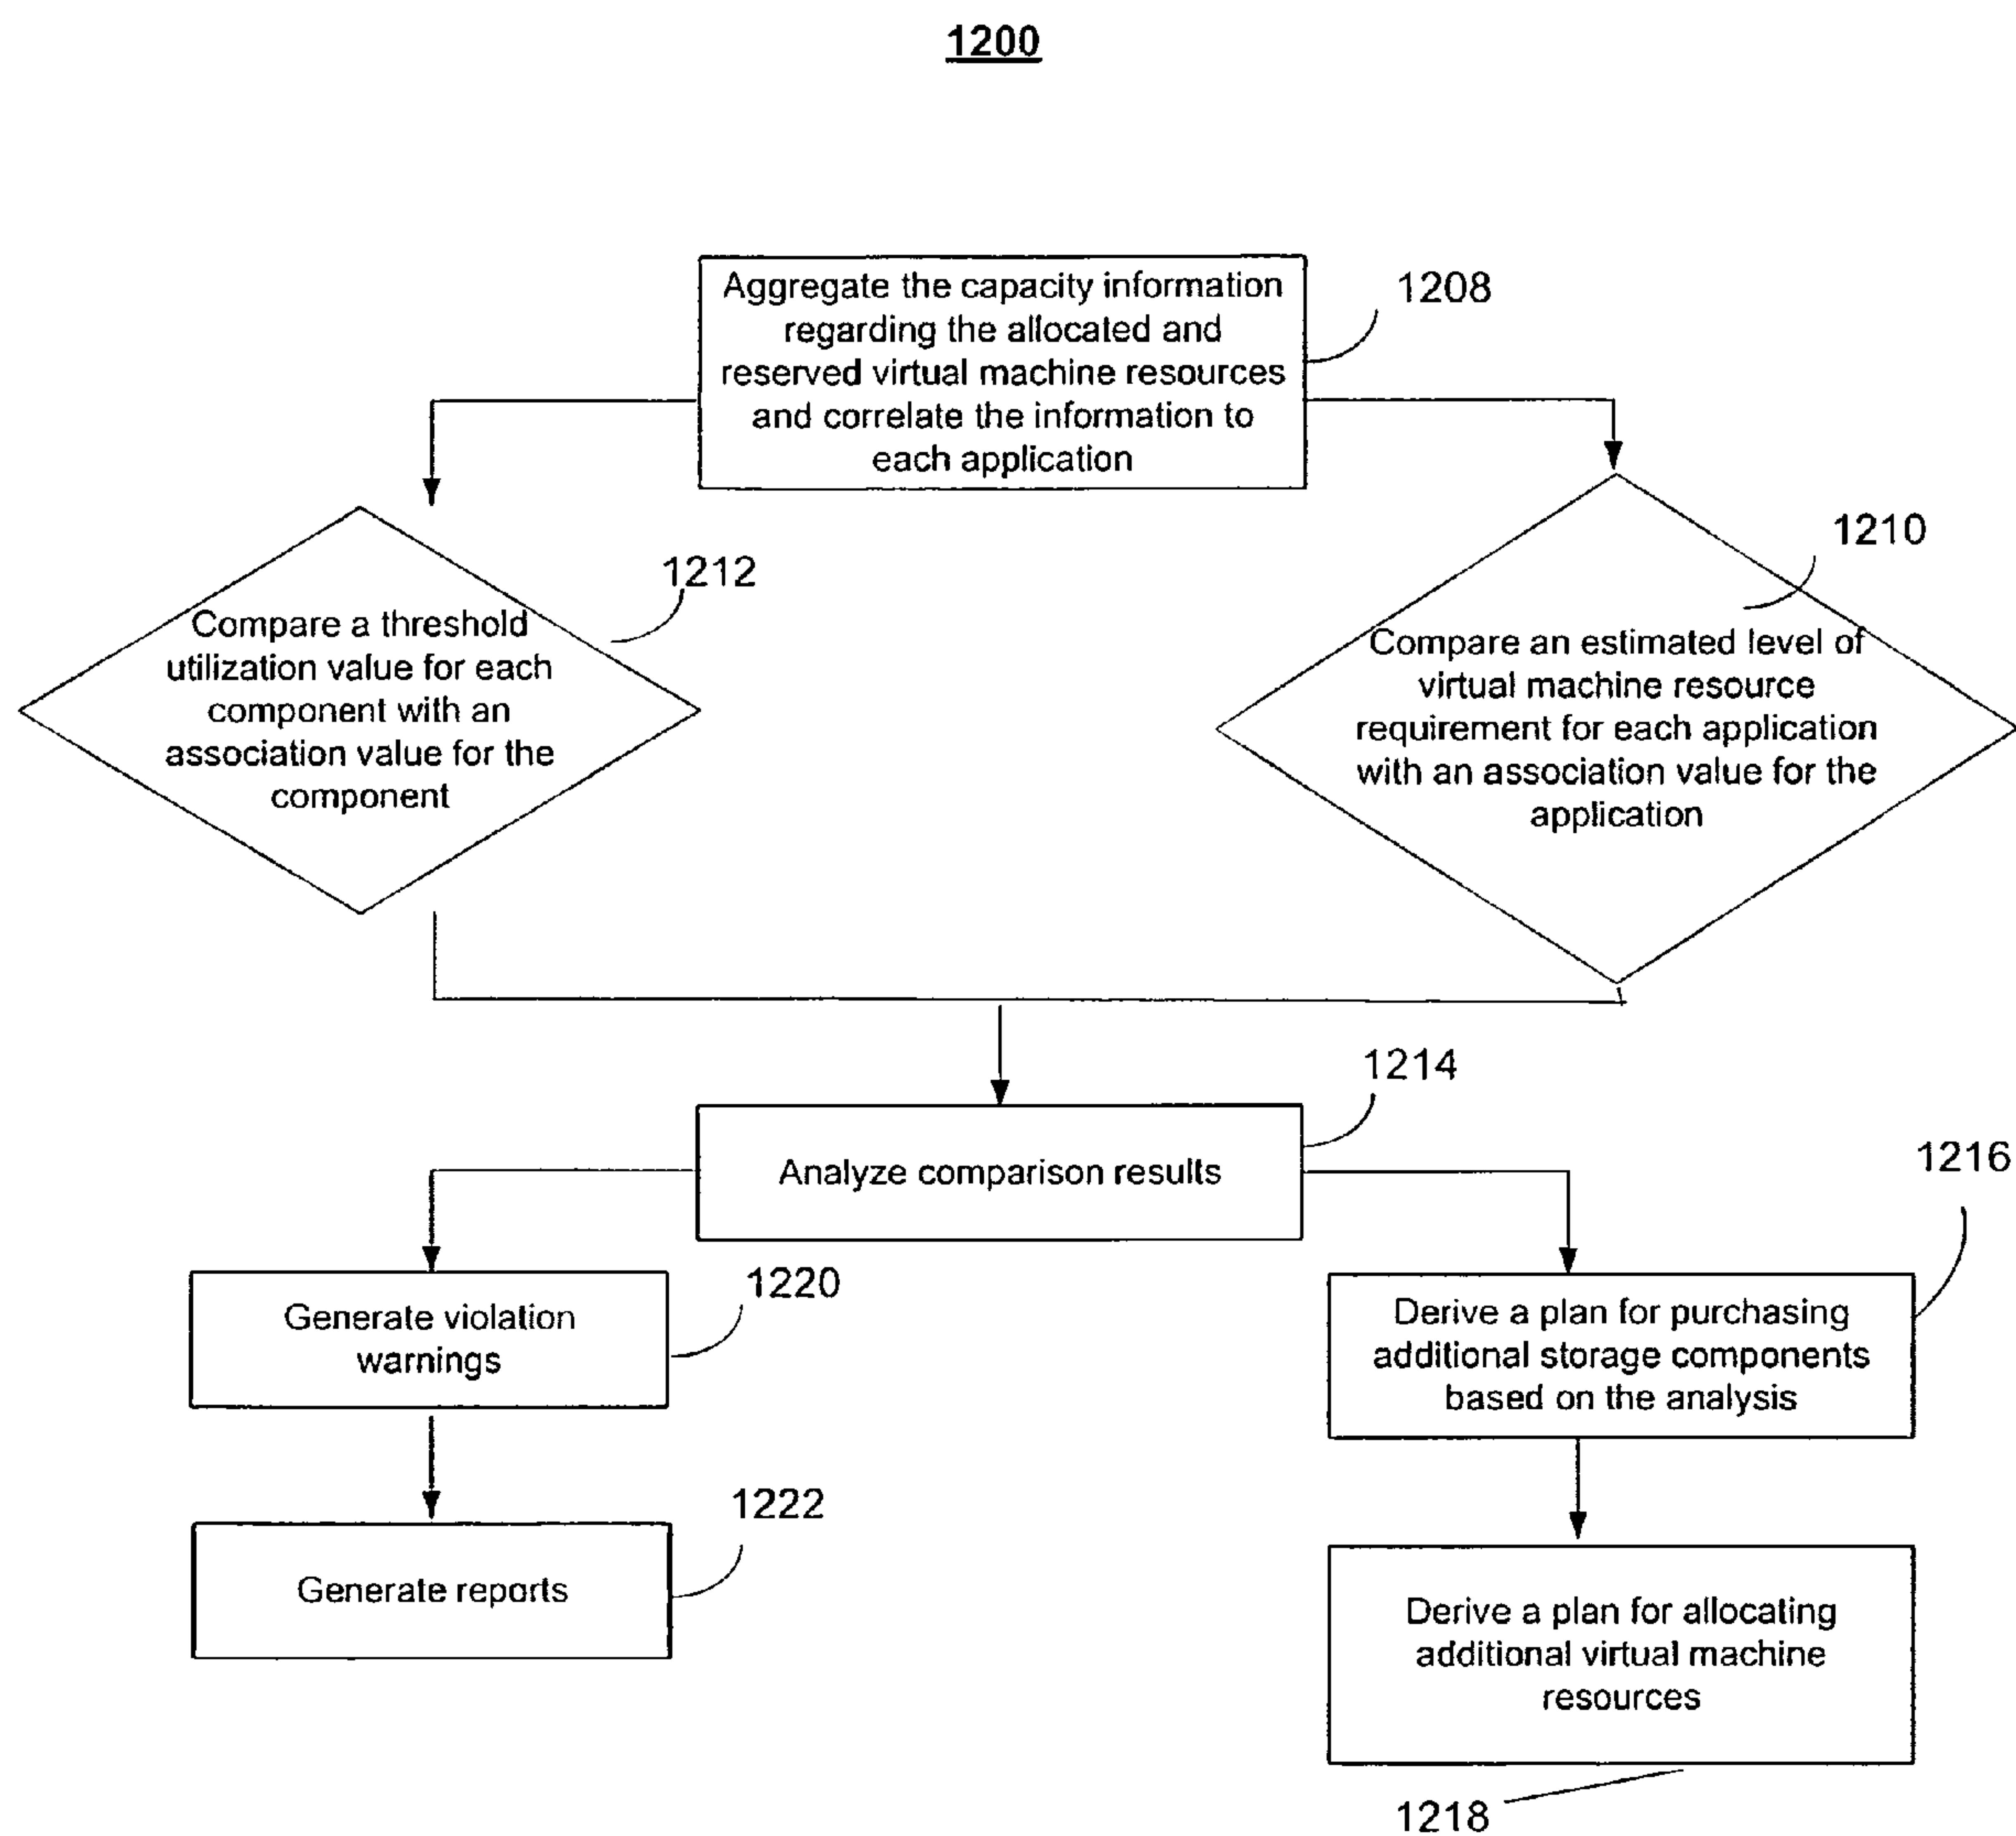 1200
Aggregate the capacity information
regarding the allocated and
reserved virtual machine resources
and correlate the information to
each application
1208
1212
Compare a threshold
utilization value for each
component with an
association value for the
component
1210
Compare an estimated level of
virtual machine resource
requirement for each application
with an association value for the
application
1214
Analyze comparison results
1220
Generate violation
warnings
1216
Derive a plan for purchasing
additional storage components
based on the analysis
1222
Generate reports
Derive a plan for allocating
additional virtual machine
resources
1218